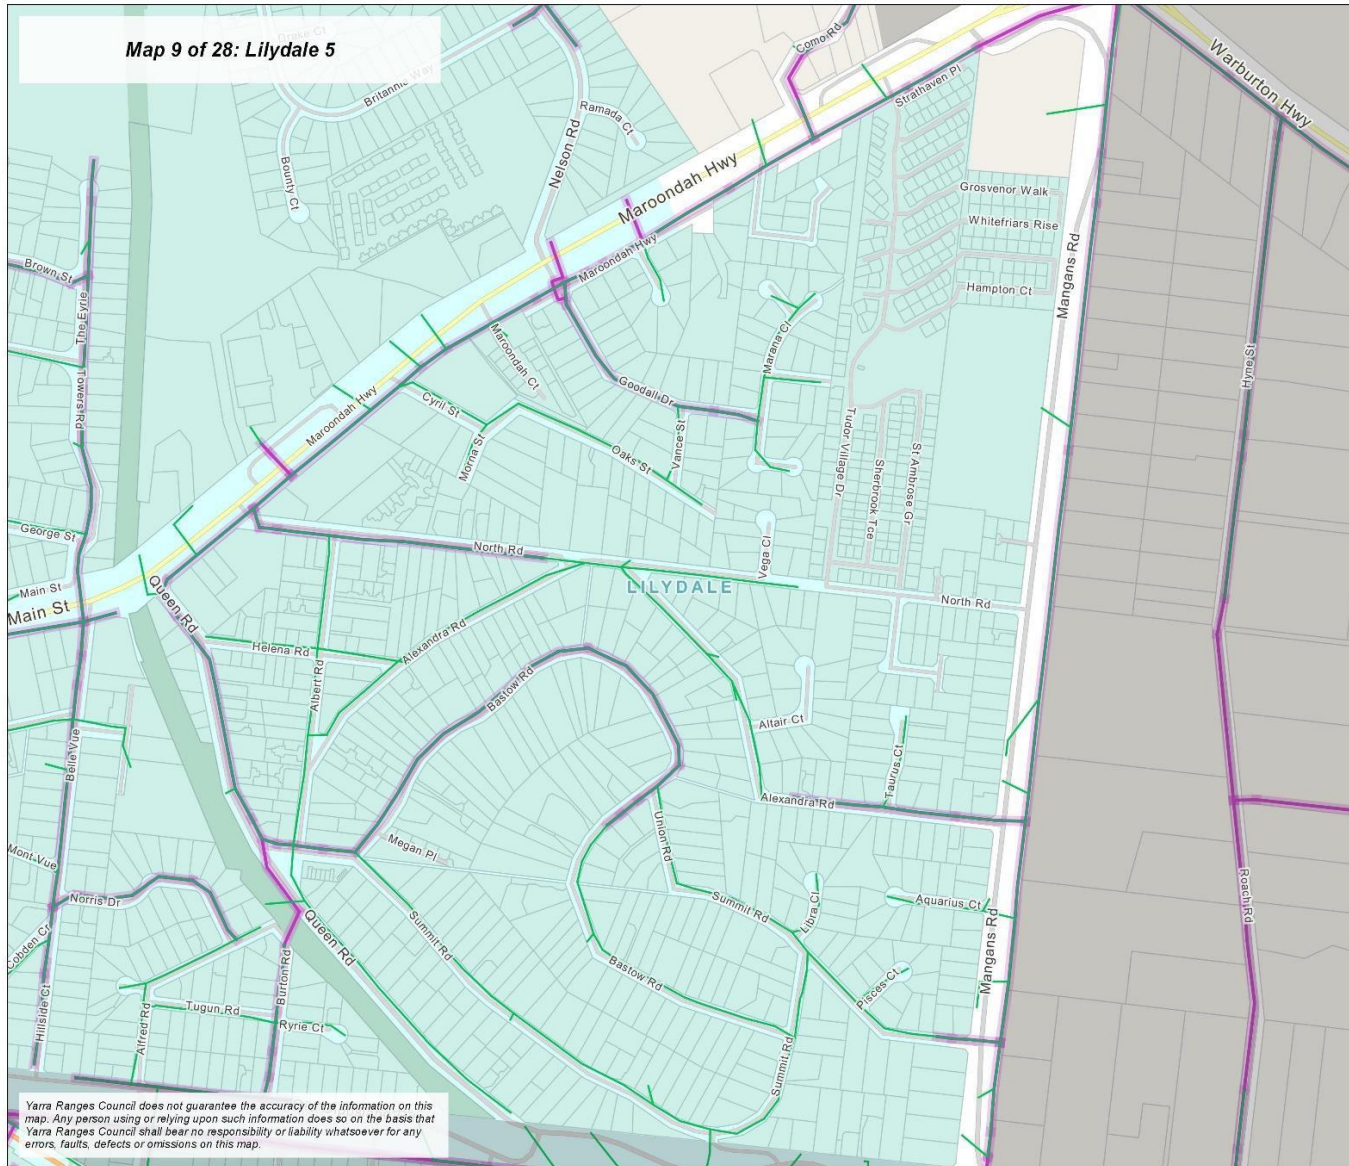 Map 9 of 28: Lilydale 5
Drake Ct
Britannic Way
Bounty Ct
Nelson Rd
Ramada Ct
Como Rd
Strathaven Pl
Warburton Hwy
Maroondah Hwy
Maroondah Hwy
Grosvenor Walk
Whitefriars Rise
Hampton Ct
Mangans Rd
Brown St
The Eyrie
Towers Rd
Maroondah Ct
Marana Cl
Hyne St
Goodall Dr
Cyril St
Maroondah Hwy
Morna St
Oaks St
Vance St
Tudor Village Dr
Sherbrook Tce
St Ambrose Gr
George St
North Rd
Vega Cl
LILYDALE
North Rd
Main St
Main St
Queen Rd
Helena Rd
Alexandra Rd
Albert Rd
Bastow Rd
Altair Ct
Taurus Ct
Belle Vue
Alexandra Rd
Union Rd
Megan Pl
Mont Vue
Norris Dr
Summit Rd
Libra Cl
Aquarius Ct
Roach Rd
Cobden Cr
Queen Rd
Summit Rd
Bastow Rd
Pisces Ct
Mangans Rd
Burton Rd
Hillside Ct
Alfred Rd
Tugun Rd
Ryrie Ct
Summit Rd
Yarra Ranges Council does not guarantee the accuracy of the information on this
map. Any person using or relying upon such information does so on the basis that
Yarra Ranges Council shall bear no responsibility or liability whatsoever for any
errors, faults, defects or omissions on this map.